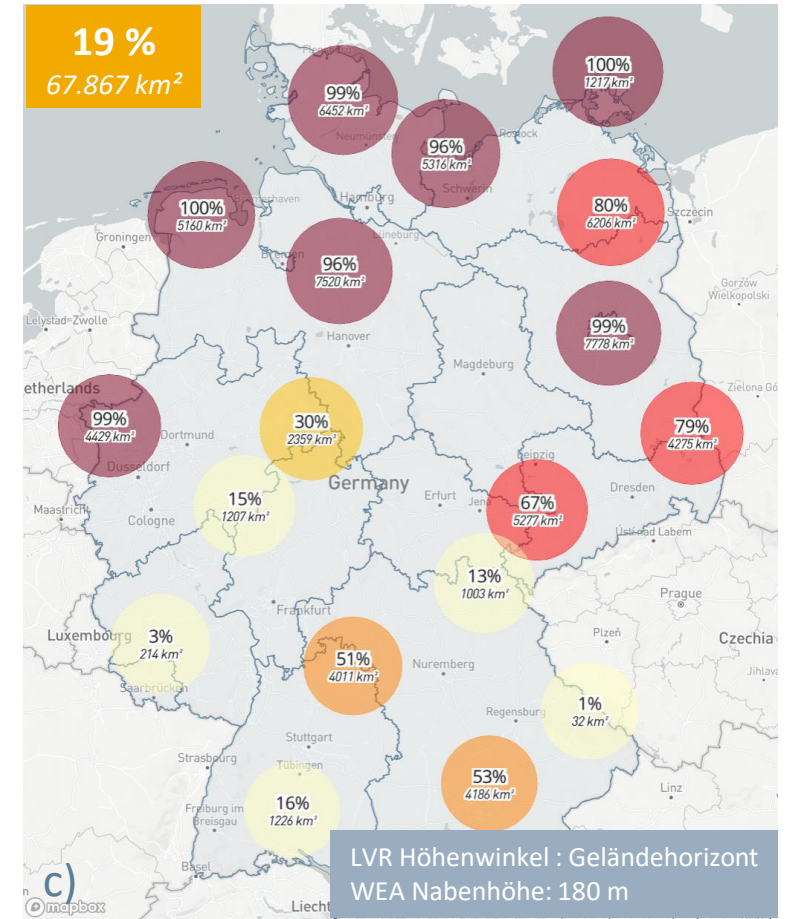 19 %
67.867 km²
100%
1217 km²
99%
6452 km²
Neumünster
Rostock
96%
5316 km²
Schwerin
100%
5160 km²
Bremerhaven
Hamburg
80%
6206 km²
Szczecin
Groningen
Lüneburg
Bremen
96%
7520 km²
Gorzów
Wielkopolski
Lelystad
Zwolle
Hanover
99%
7778 km²
Magdeburg
etherlands
Zielona Gó
99%
4429 km²
Dortmund
30%
2359 km²
79%
4275 km²
Leipzig
Dusseldorf
Germany
Dresden
15%
1207 km²
Erfurt
Jena
67%
5277 km²
Maastricht
Cologne
Ústí nad Labem
13%
1003 km²
Prague
Frankfurt
Luxembourg
3%
214 km²
Plzeň
Czechia
51%
4011 km²
Nuremberg
Jihlava
Saarbrücken
1%
32 km²
Regensburg
Stuttgart
Strasbourg
Tübingen
53%
4186 km²
Linz
16%
1226 km²
Freiburg im
Breisgau
LVR Höhenwinkel : Geländehorizont
WEA Nabenhöhe: 180 m
Basel
c)
Liecht
mapbox